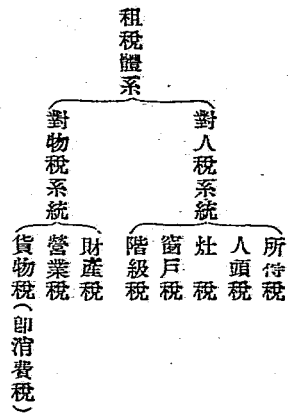 租稅體系
對人稅系統
所得稅
人頭稅
灶稅
窗戶稅
階級稅
對物稅系統
財產稅
營業稅
貨物稅(卽消費稅)